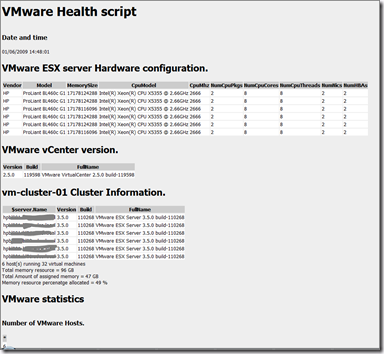 VMware Health script
Date and time
01/06/2009 14:48:01
VMware ESX server Hardware configuration.
Vendor Model MemorySize CpuModel CpuMhz NumCpuPkgs NumCpuCores NumCpuThreads NumNics NumHBAs
HP ProLiant BL460c G1 17178124288 Intel(R) Xeon(R) CPU X5355 @ 2.66GHz 2666 2 8 8 2 2
HP ProLiant BL460c G1 17178124288 Intel(R) Xeon(R) CPU X5355 @ 2.66GHz 2666 2 8 8 2 2
HP ProLiant BL460c G1 17178116096 Intel(R) Xeon(R) CPU X5355 @ 2.66GHz 2666 2 8 8 2 2
HP ProLiant BL460c G1 17178124288 Intel(R) Xeon(R) CPU X5355 @ 2.66GHz 2666 2 8 8 2 2
HP ProLiant BL460c G1 17178116096 Intel(R) Xeon(R) CPU X5355 @ 2.66GHz 2666 2 8 8 2 2
HP ProLiant BL460c G1 17178116096 Intel(R) Xeon(R) CPU X5355 @ 2.66GHz 2666 2 8 8 2 2
VMware vCenter version.
Version Build FullName
2.5.0 119598 VMware VirtualCenter 2.5.0 build-119598
vm-cluster-01 Cluster Information.
$server.Name Version Build FullName
3.5.0 110268 VMware ESX Server 3.5.0 build-110268
3.5.0 110268 VMware ESX Server 3.5.0 build-110268
3.5.0 110268 VMware ESX Server 3.5.0 build-110268
3.5.0 110268 VMware ESX Server 3.5.0 build-110268
3.5.0 110268 VMware ESX Server 3.5.0 build-110268
3.5.0 110268 VMware ESX Server 3.5.0 build-110268
6 host(s) running 32 virtual machines
Total memory resource = 96 GB
Total Amount of assigned memory = 47 GB
Memory resource percenatge allocated = 49 %
VMware statistics
Number of VMware Hosts.